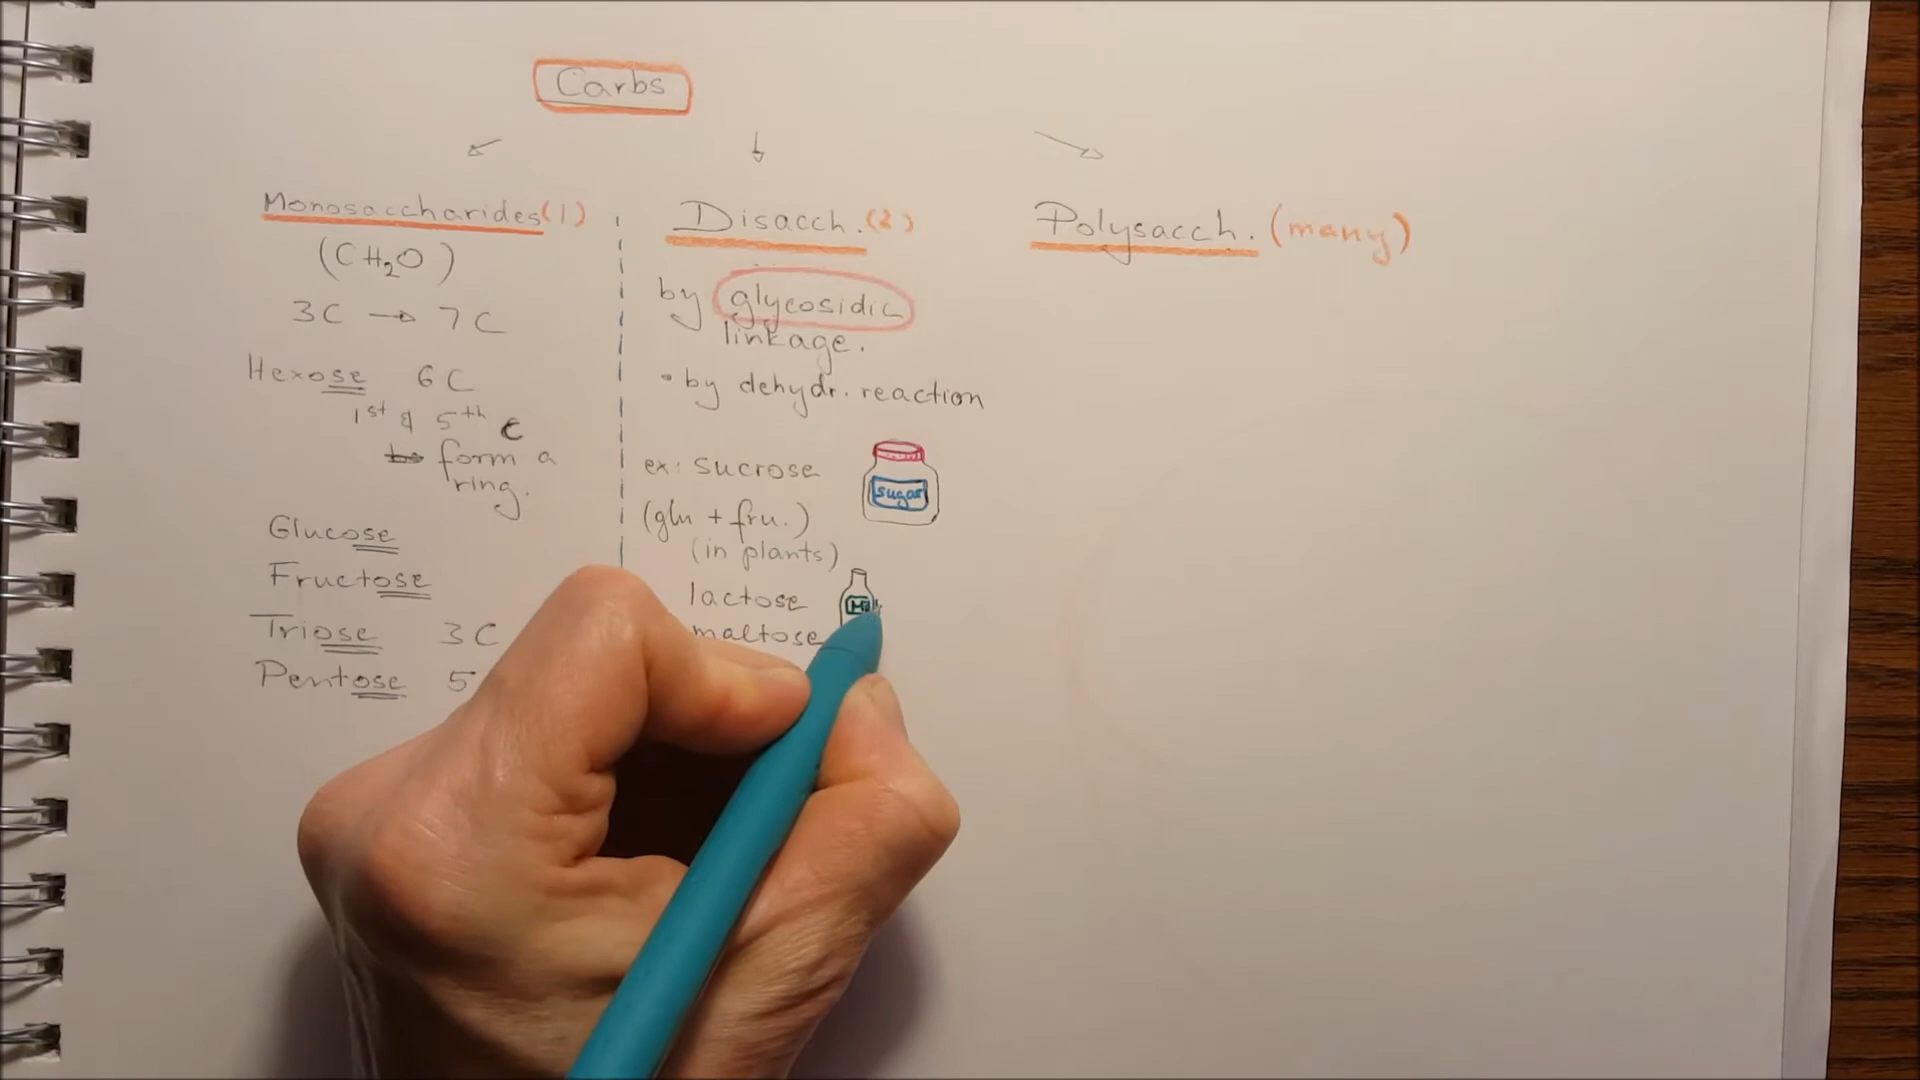 Carbs
Monosaccharides (1)
(CH₂O)
3C → 7C
Hexose 6C
1st & 5th C
↳ form a
ring.
Glucose
Fructose
Triose 3C
Pentose 5
Disacch. (2)
by glycosidic
linkage.
• by dehydr. reaction
ex: sucrose
sugar
(glu + fru.)
(in plants)
lactose
maltose
Polysacch. (many)